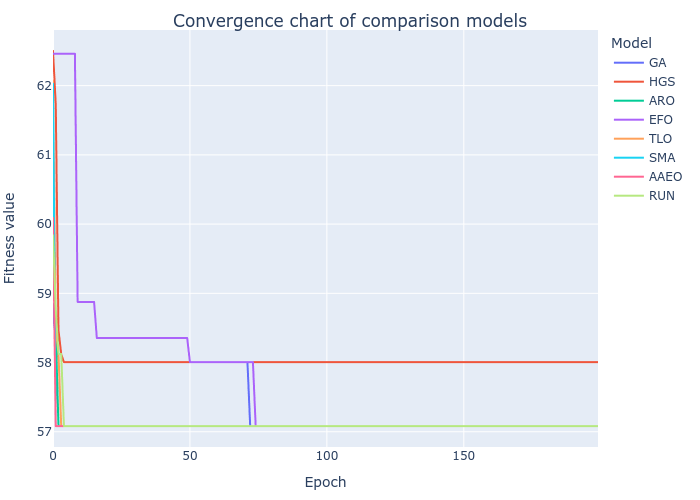 Convergence chart of comparison models
Model
GA
HGS
ARO
EFO
TLO
SMA
AAEO
RUN
Fitness value
62
61
60
59
58
57
0
50
100
150
Epoch